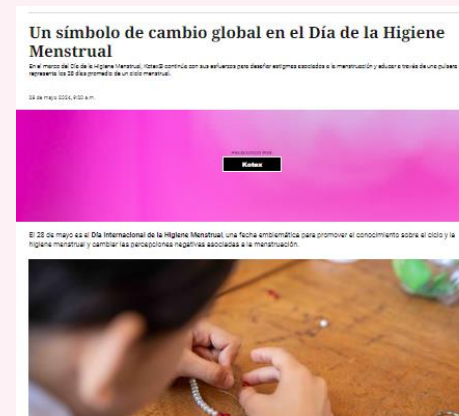 Un símbolo de cambio global en el Día de la Higiene
Menstrual
En el marco del Día de la Higiene Menstrual, Kotex® continúa con sus esfuerzos para desafiar estigmas asociados a la menstruación y educar a través de una pulsera
representa los 28 días promedio de un ciclo menstrual.
28 de mayo 2024, 9:00 a.m.
Kotex
El 28 de mayo es el Día Internacional de la Higiene Menstrual, una fecha emblemática para promover el conocimiento sobre el ciclo y la
higiene menstrual y cambiar las percepciones negativas asociadas a la menstruación.